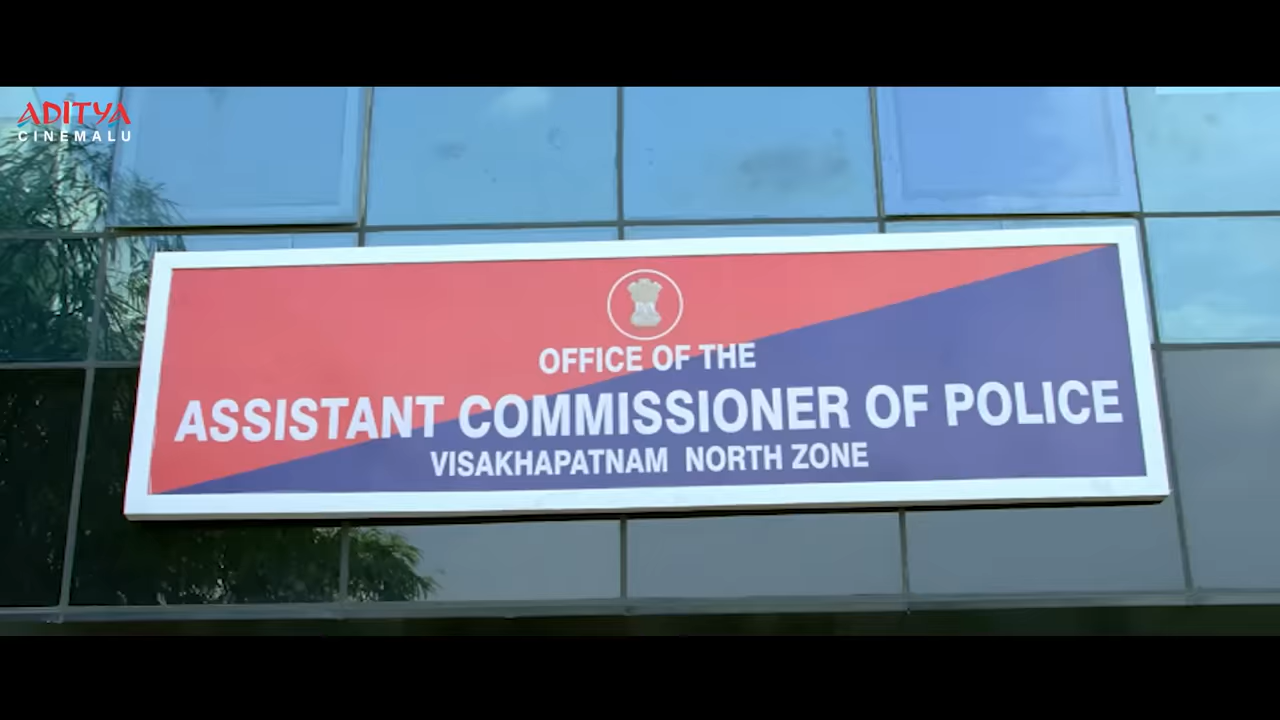 ADITYA
CINEMALU
OFFICE OF THE
ASSISTANT COMMISSIONER OF POLICE
VISAKHAPATNAM NORTH ZONE